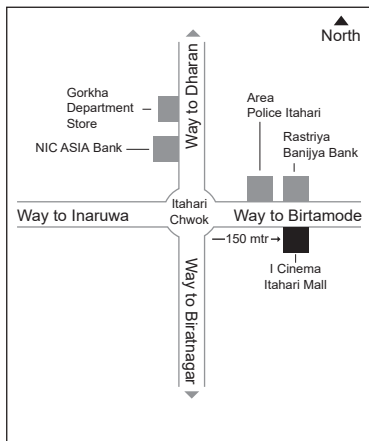 North
Gorkha
Department
Store
NIC ASIA Bank
Way to Dharan
Area
Police Itahari
Rastriya
Banijya Bank
Way to Inaruwa
Itahari
Chwok
Way to Birtamode
150 mtr
I Cinema
Itahari Mall
Way to Biratnagar